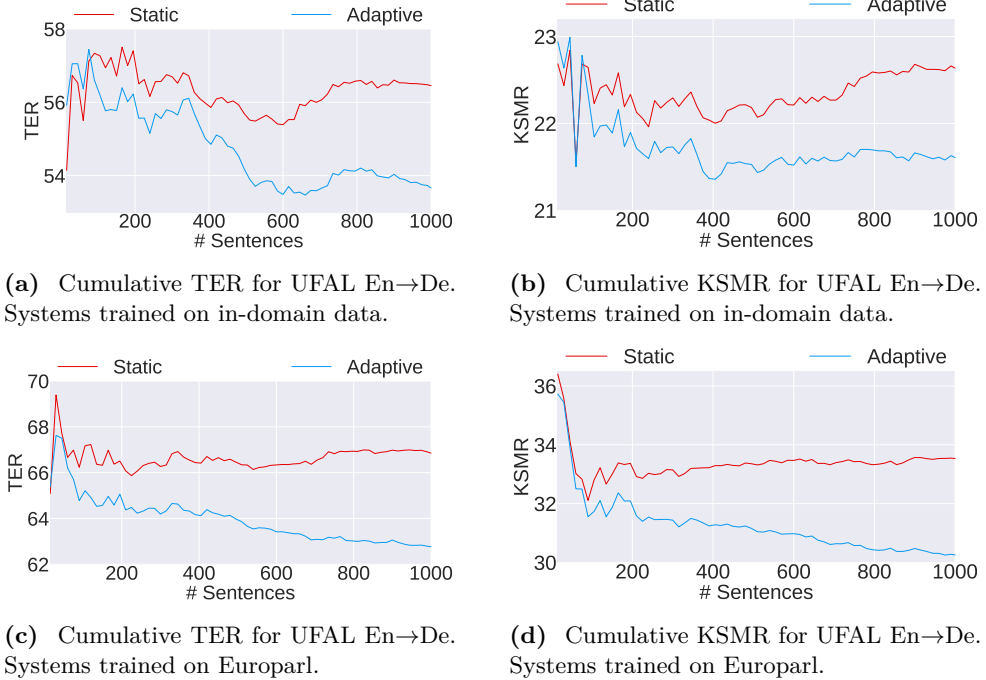 Static Adaptive
58
56
54
TER
200 400 600 800 1000
# Sentences
Static Adaptive
23
22
21
KSMR
200 400 600 800 1000
# Sentences
(a) Cumulative TER for UFAL En→De.
Systems trained on in-domain data.
(b) Cumulative KSMR for UFAL En→De.
Systems trained on in-domain data.
Static Adaptive
70
68
66
64
62
TER
200 400 600 800 1000
# Sentences
Static Adaptive
36
34
32
30
KSMR
200 400 600 800 1000
# Sentences
(c) Cumulative TER for UFAL En→De.
Systems trained on Europarl.
(d) Cumulative KSMR for UFAL En→De.
Systems trained on Europarl.